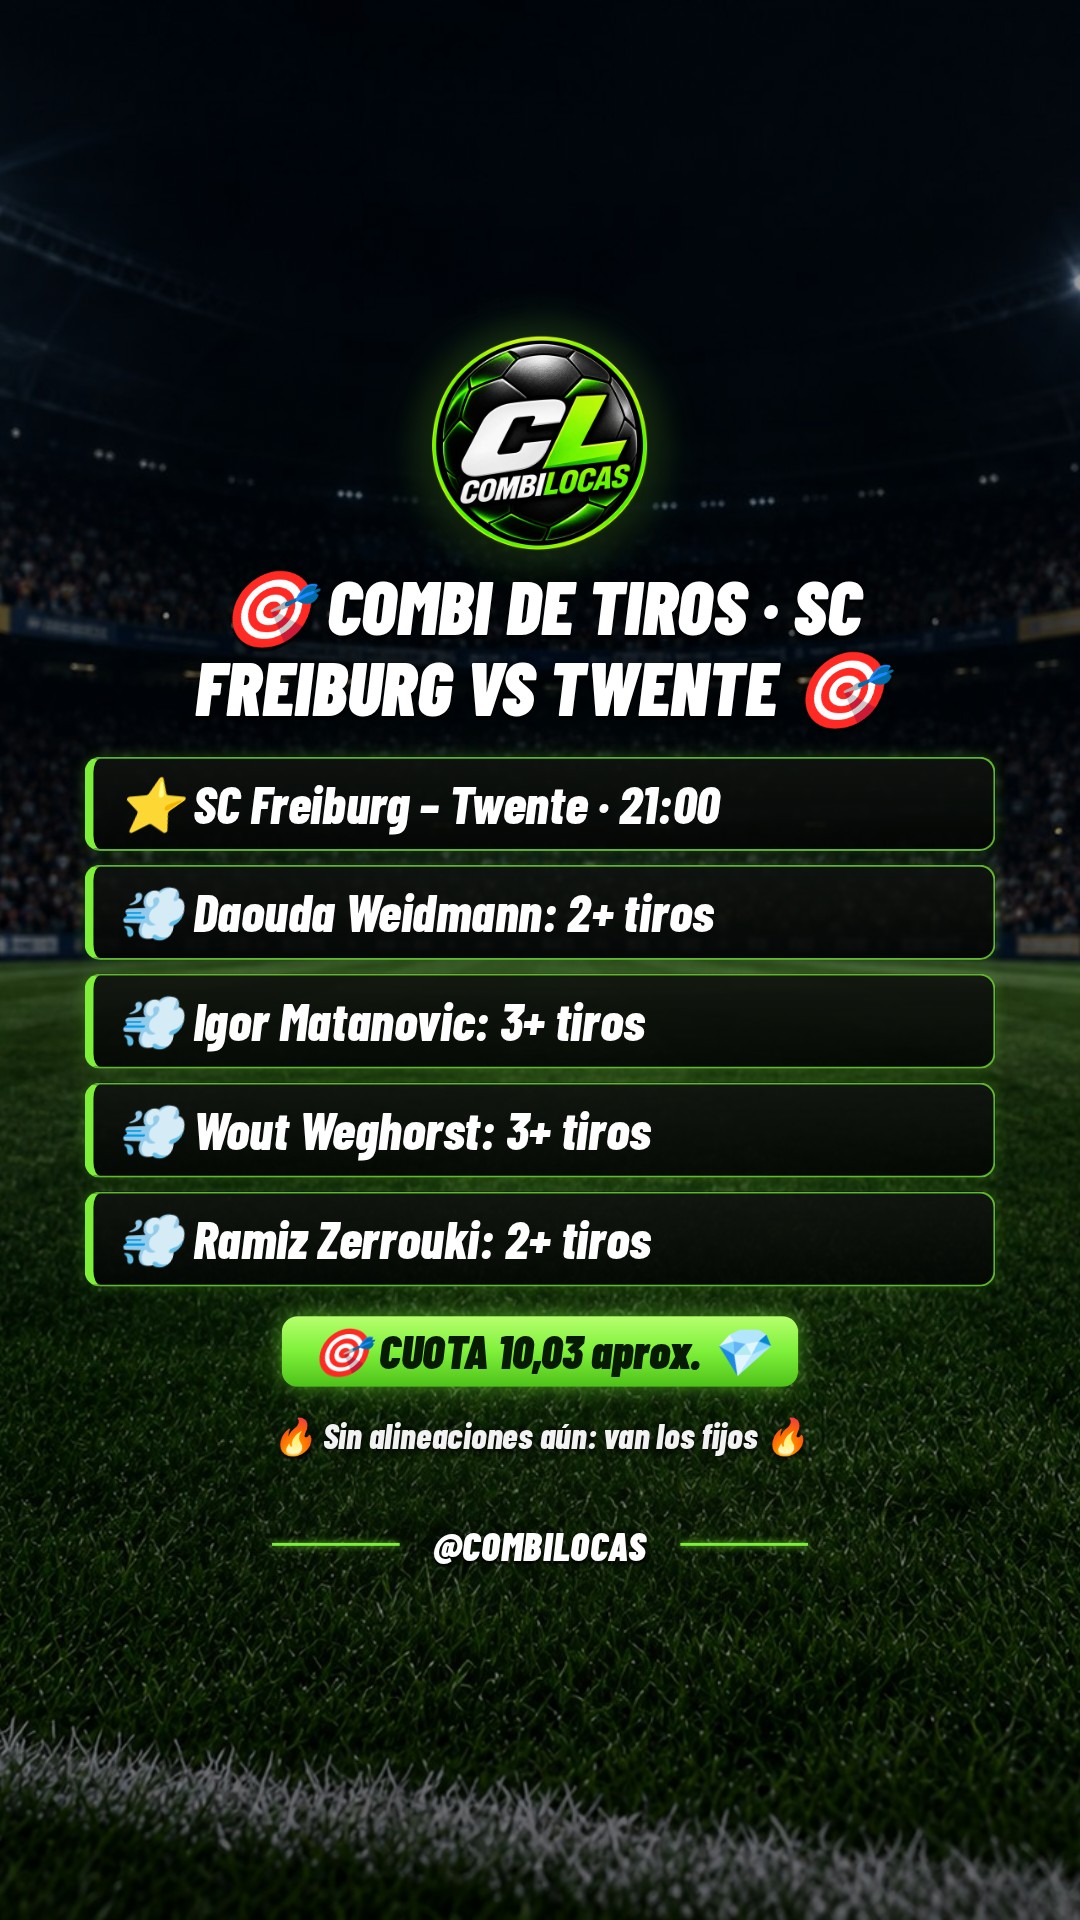 CL
COMBILOCAS
🎯 COMBI DE TIROS · SC
FREIBURG VS TWENTE 🎯
⭐ SC Freiburg – Twente · 21:00
💨 Daouda Weidmann: 2+ tiros
💨 Igor Matanovic: 3+ tiros
💨 Wout Weghorst: 3+ tiros
💨 Ramiz Zerrouki: 2+ tiros
🎯 CUOTA 10,03 aprox. 💎
🔥 Sin alineaciones aún: van los fijos 🔥
@COMBILOCAS